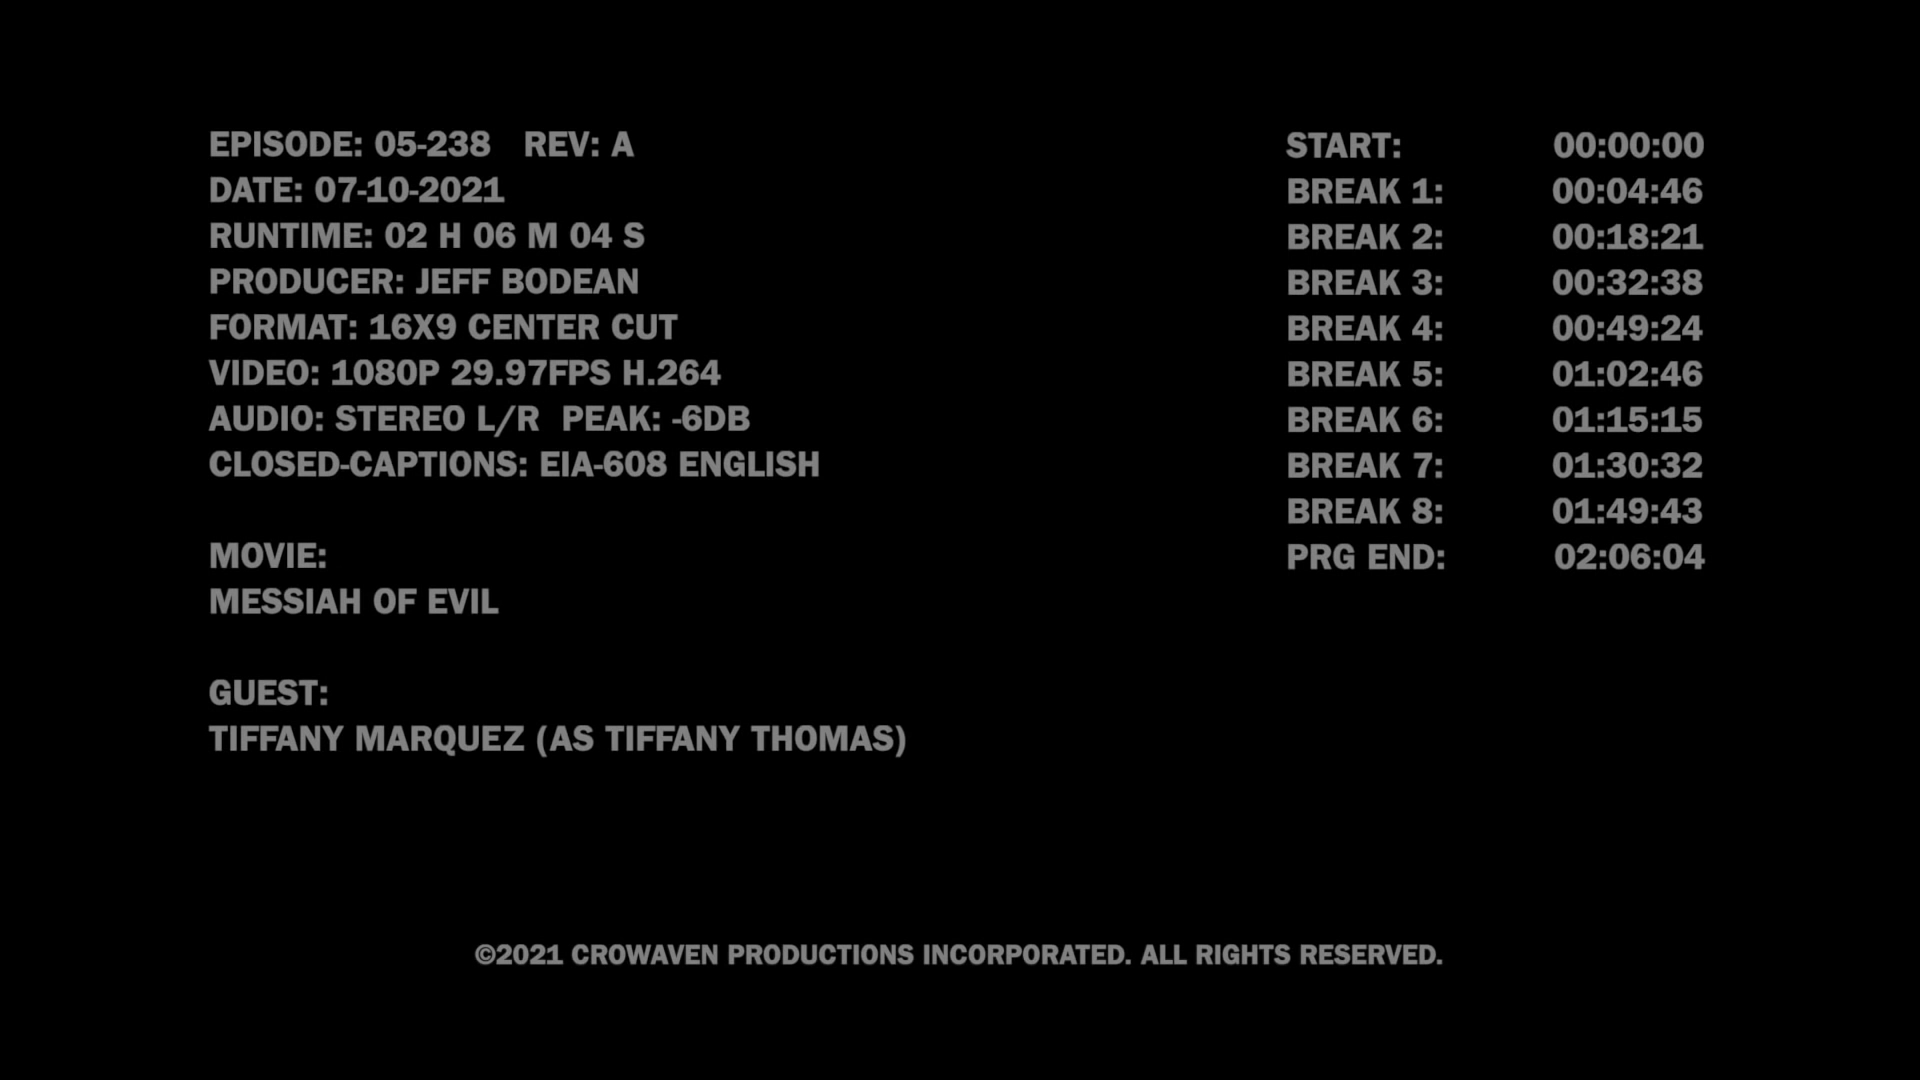 EPISODE: 05-238 REV: A
DATE: 07-10-2021
RUNTIME: 02 H 06 M 04 S
PRODUCER: JEFF BODEAN
FORMAT: 16X9 CENTER CUT
VIDEO: 1080P 29.97FPS H.264
AUDIO: STEREO L/R PEAK: -6DB
CLOSED-CAPTIONS: EIA-608 ENGLISH
MOVIE:
MESSIAH OF EVIL
GUEST:
TIFFANY MARQUEZ (AS TIFFANY THOMAS)
START: 00:00:00
BREAK 1: 00:04:46
BREAK 2: 00:18:21
BREAK 3: 00:32:38
BREAK 4: 00:49:24
BREAK 5: 01:02:46
BREAK 6: 01:15:15
BREAK 7: 01:30:32
BREAK 8: 01:49:43
PRG END: 02:06:04
©2021 CROWAVEN PRODUCTIONS INCORPORATED. ALL RIGHTS RESERVED.